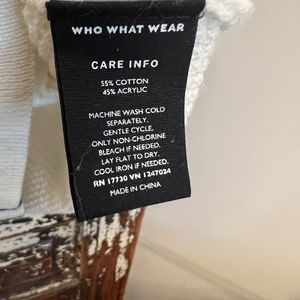 WHO WHAT WEAR
CARE INFO
55% COTTON
45% ACRYLIC
MACHINE WASH COLD
SEPARATELY.
GENTLE CYCLE,
ONLY NON-CHLORINE
BLEACH IF NEEDED.
LAY FLAT TO DRY.
COOL IRON IF NEEDED.
RN 17730 VN 1247024
MADE IN CHINA